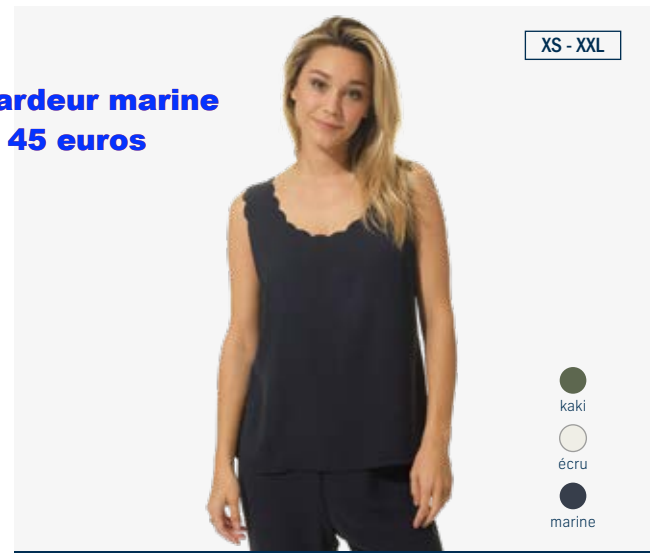 XS - XXL
ardeur marine
45 euros
kaki
écru
marine